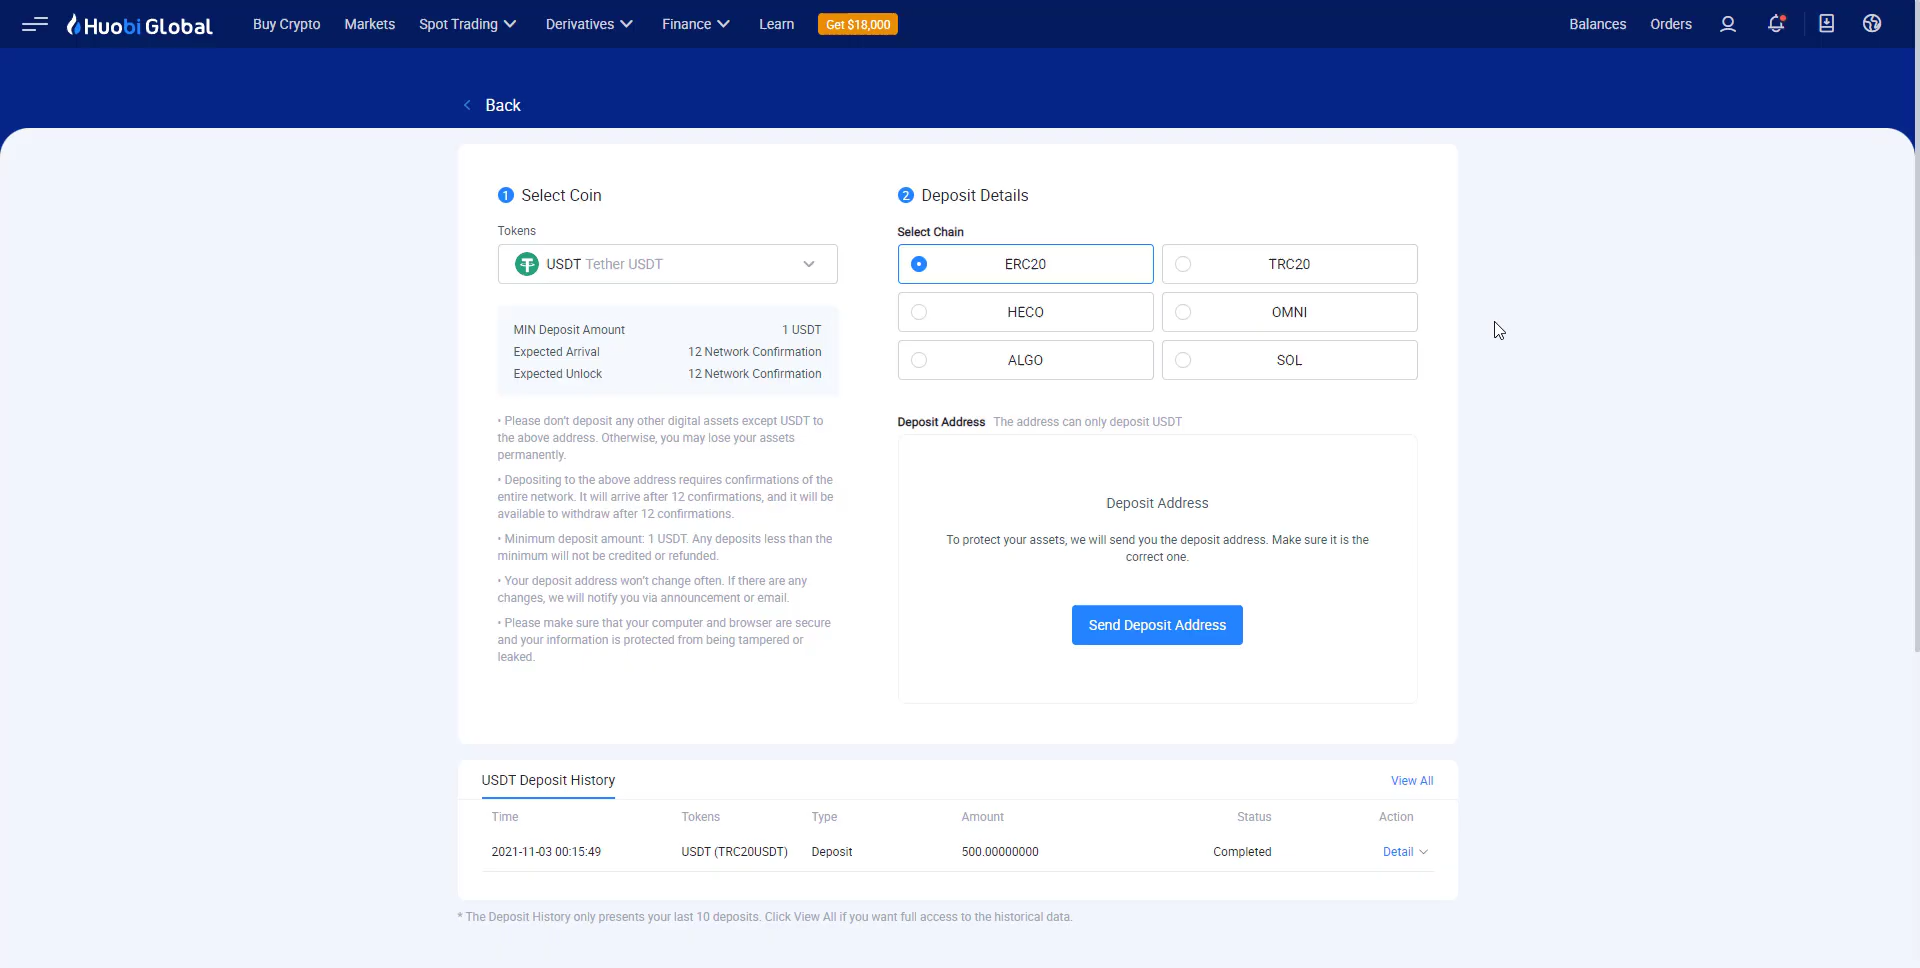 Huobi Global
Buy Crypto
Markets
Spot Trading
Derivatives
Finance
Learn
Get $18,000
Balances
Orders
Back
1 Select Coin
Tokens
USDT Tether USDT
MIN Deposit Amount 1 USDT
Expected Arrival 12 Network Confirmation
Expected Unlock 12 Network Confirmation
• Please don't deposit any other digital assets except USDT to
the above address. Otherwise, you may lose your assets
permanently.
• Depositing to the above address requires confirmations of the
entire network. It will arrive after 12 confirmations, and it will be
available to withdraw after 12 confirmations.
• Minimum deposit amount: 1 USDT. Any deposits less than the
minimum will not be credited or refunded.
• Your deposit address won't change often. If there are any
changes, we will notify you via announcement or email.
• Please make sure that your computer and browser are secure
and your information is protected from being tampered or
leaked.
2 Deposit Details
Select Chain
ERC20
TRC20
HECO
OMNI
ALGO
SOL
Deposit Address The address can only deposit USDT
Deposit Address
To protect your assets, we will send you the deposit address. Make sure it is the
correct one.
Send Deposit Address
USDT Deposit History
View All
Time Tokens Type Amount Status Action
2021-11-03 00:15:49 USDT (TRC20USDT) Deposit 500.00000000 Completed Detail
* The Deposit History only presents your last 10 deposits. Click View All if you want full access to the historical data.